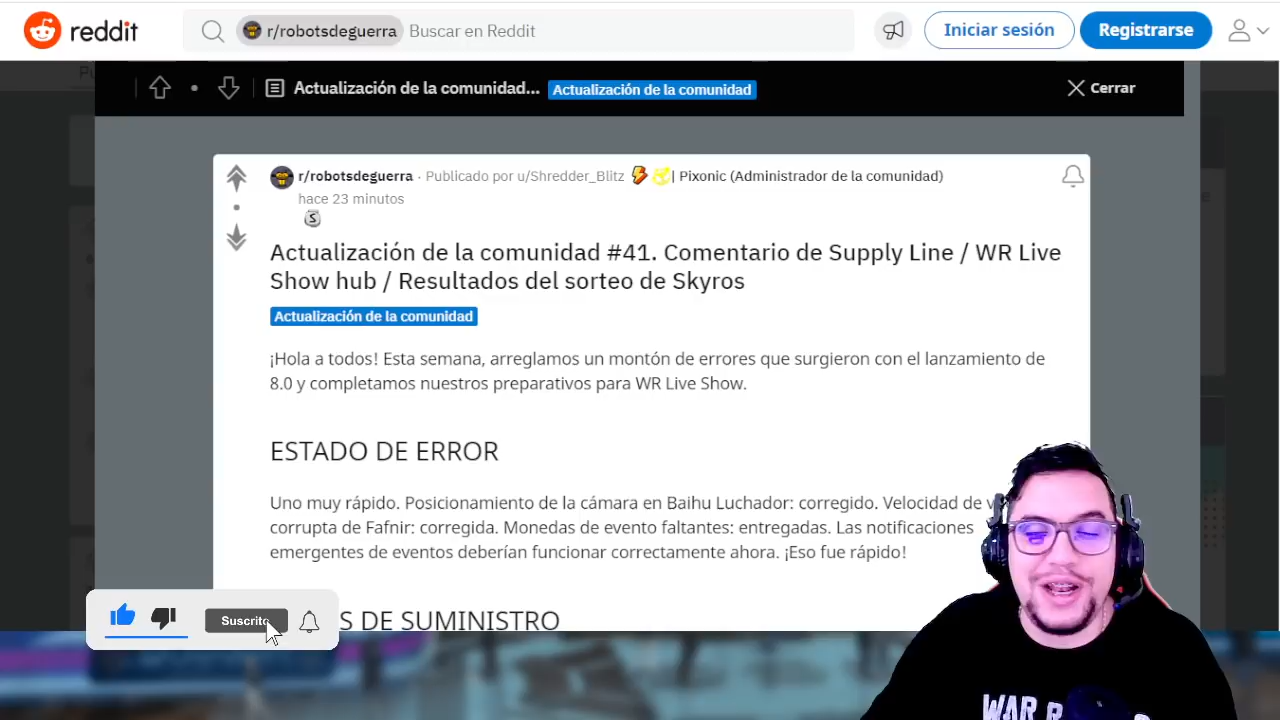 reddit
r/robotsdeguerra Buscar en Reddit
Iniciar sesión
Registrarse
Actualización de la comunidad... Actualización de la comunidad
Cerrar
r/robotsdeguerra · Publicado por u/Shredder_Blitz | Pixonic (Administrador de la comunidad)
hace 23 minutos
S
Actualización de la comunidad #41. Comentario de Supply Line / WR Live
Show hub / Resultados del sorteo de Skyros
Actualización de la comunidad
¡Hola a todos! Esta semana, arreglamos un montón de errores que surgieron con el lanzamiento de
8.0 y completamos nuestros preparativos para WR Live Show.
ESTADO DE ERROR
Uno muy rápido. Posicionamiento de la cámara en Baihu Luchador: corregido. Velocidad de
corrupta de Fafnir: corregida. Monedas de evento faltantes: entregadas. Las notificaciones
emergentes de eventos deberían funcionar correctamente ahora. ¡Eso fue rápido!
S DE SUMINISTRO
Suscrito
WAR